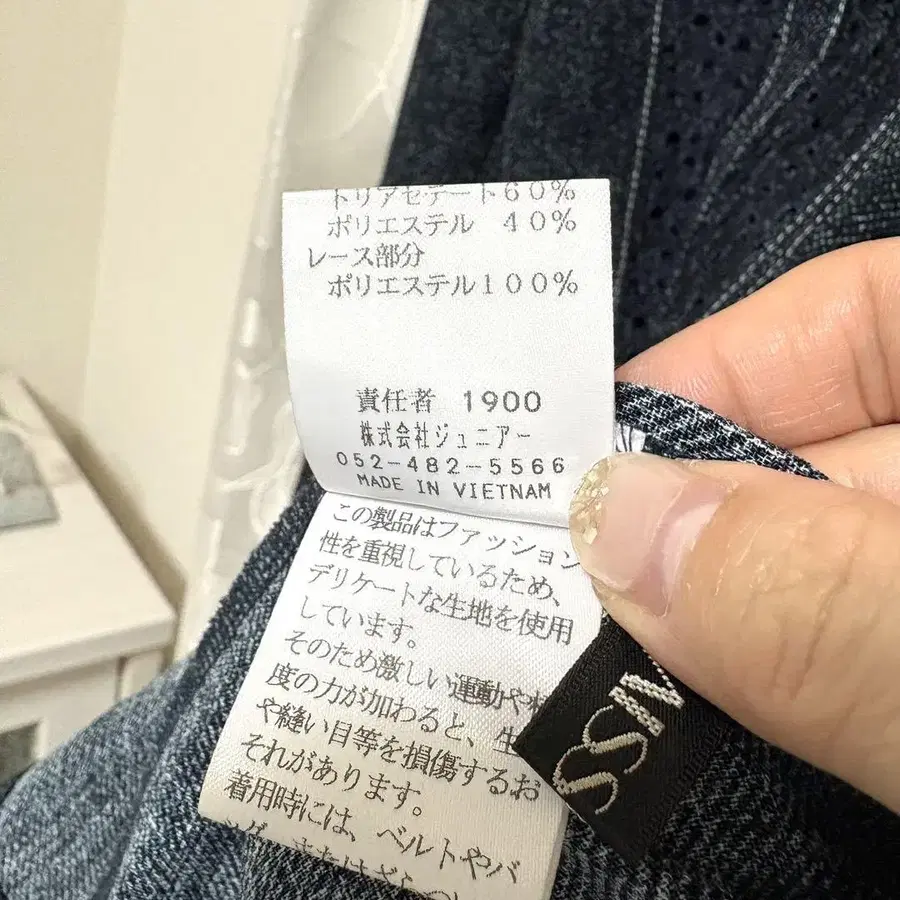 トリアセテート60%
ポリエステル 40%
レース部分
ポリエステル100%
責任者 1900
株式会社ジュニアー
052-482-5566
MADE IN VIETNAM
この製品はファッション
性を重視しているため、
デリケートな生地を使用
しています。
そのため激しい運動や
度の力が加わると、生
や縫い目等を損傷するお
それがあります。
着用時には、ベルトやバ